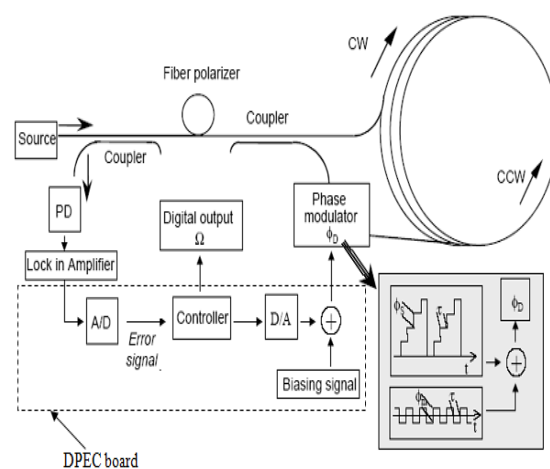 CW
Fiber polarizer
Coupler
Source
Coupler
CCW
PD
Digital output
Ω
Phase
modulator
ϕD
Lock in Amplifier
A/D
Error
signal
Controller
D/A
+
Biasing signal
ϕS
τ
t
ϕD
+
τ
t
DPEC board